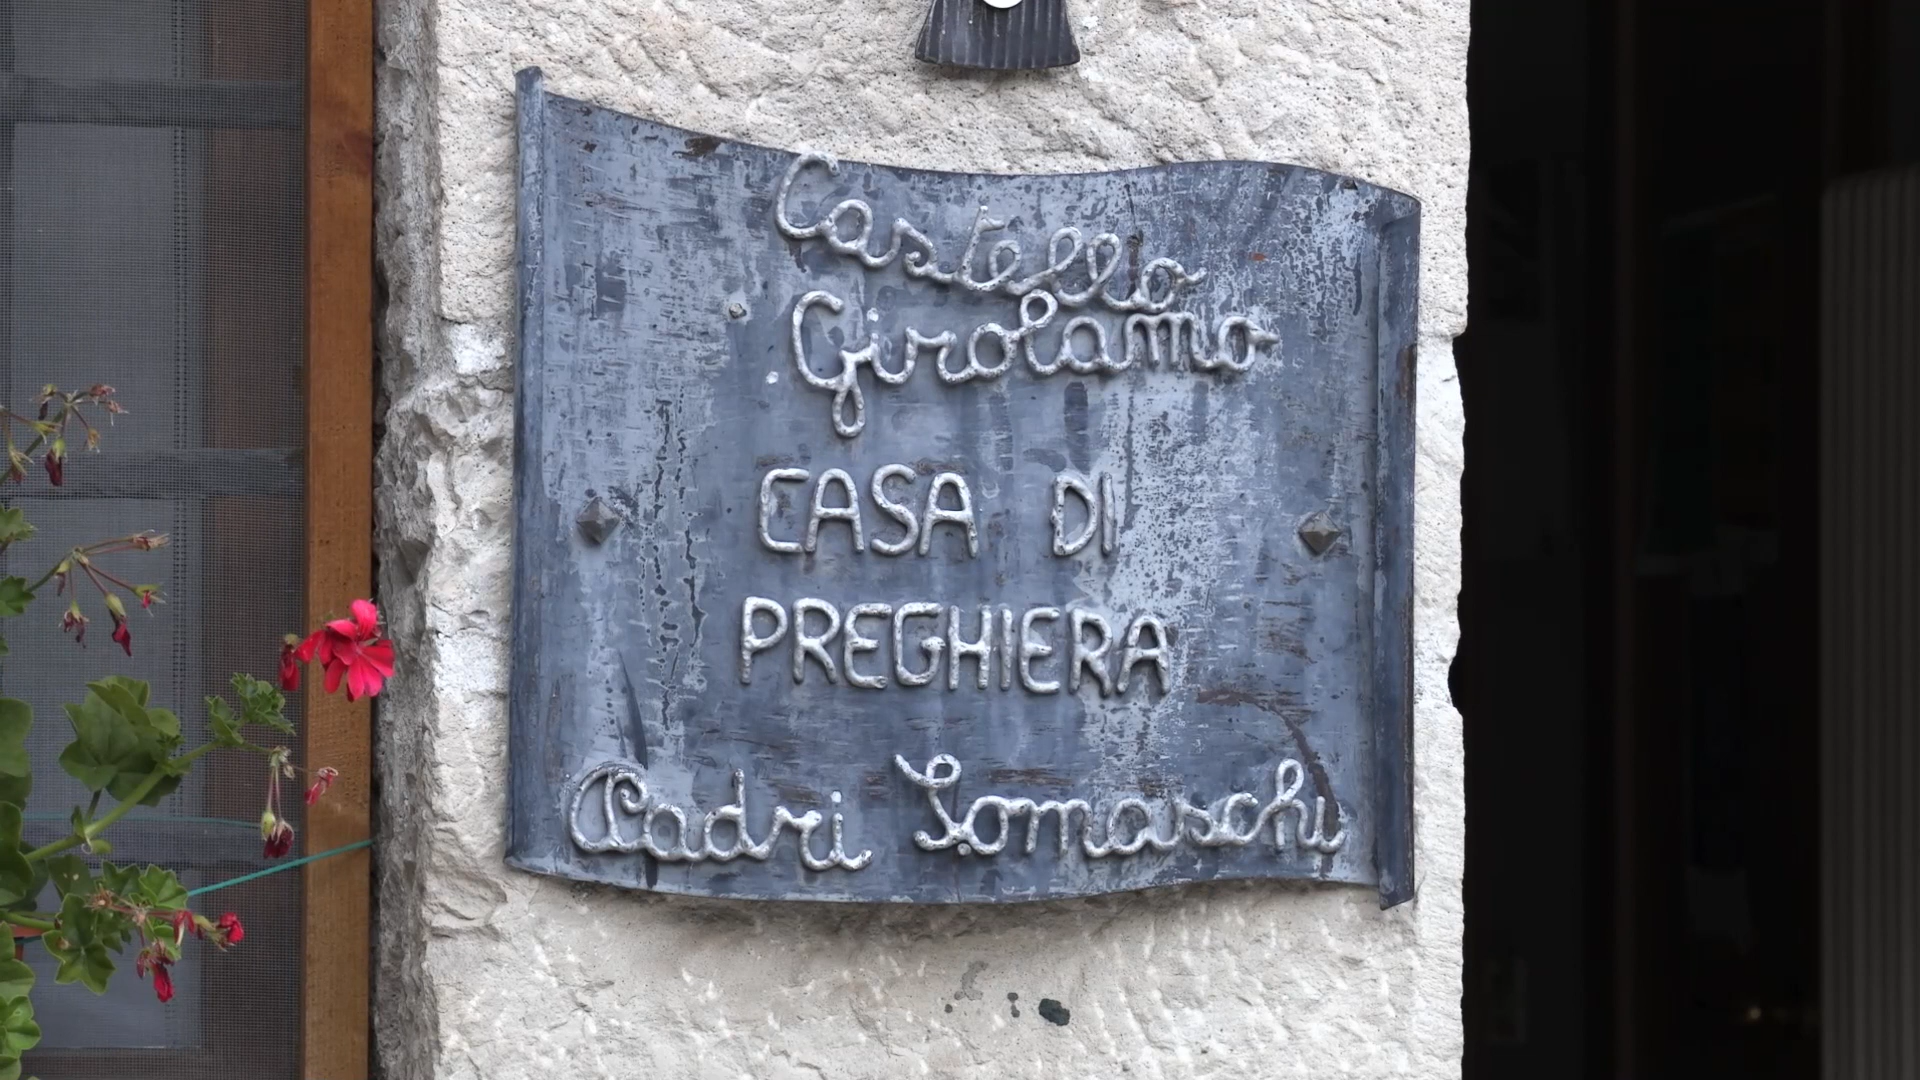 Castello
Girolamo
CASA DI
PREGHIERA
Padri Somaschi